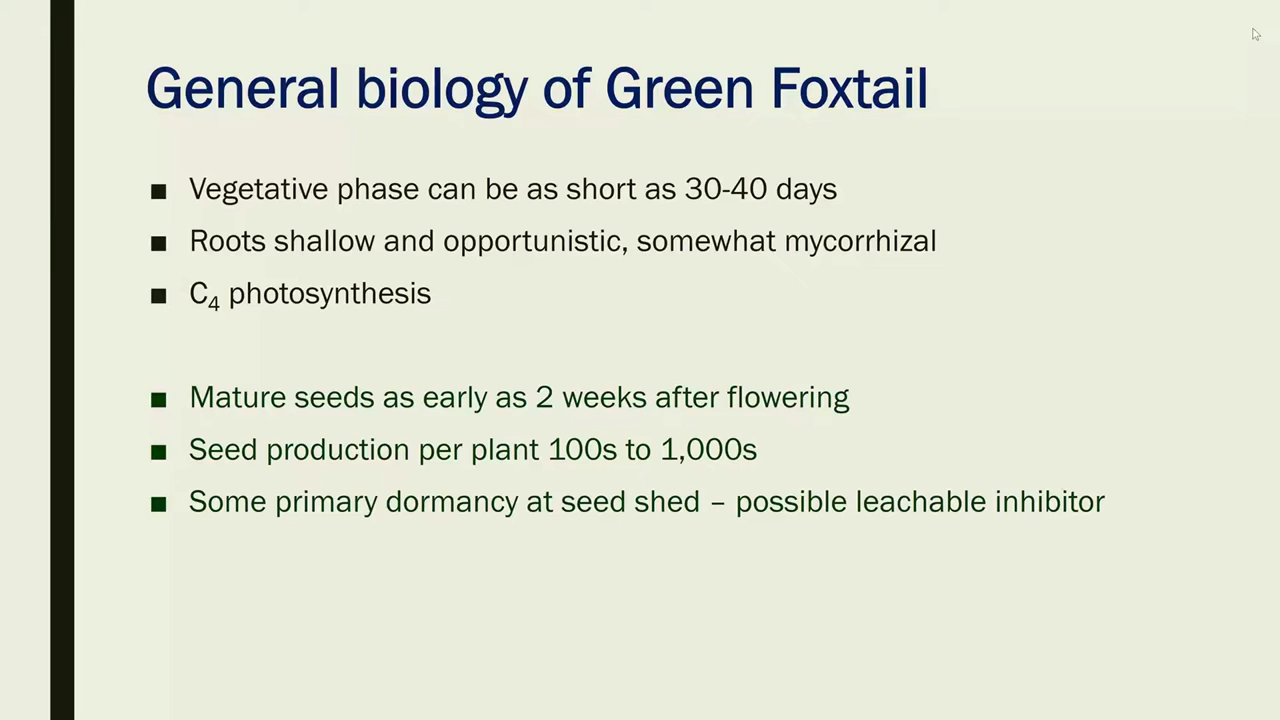 General biology of Green Foxtail
■ Vegetative phase can be as short as 30-40 days
■ Roots shallow and opportunistic, somewhat mycorrhizal
■ C₄ photosynthesis
■ Mature seeds as early as 2 weeks after flowering
■ Seed production per plant 100s to 1,000s
■ Some primary dormancy at seed shed – possible leachable inhibitor